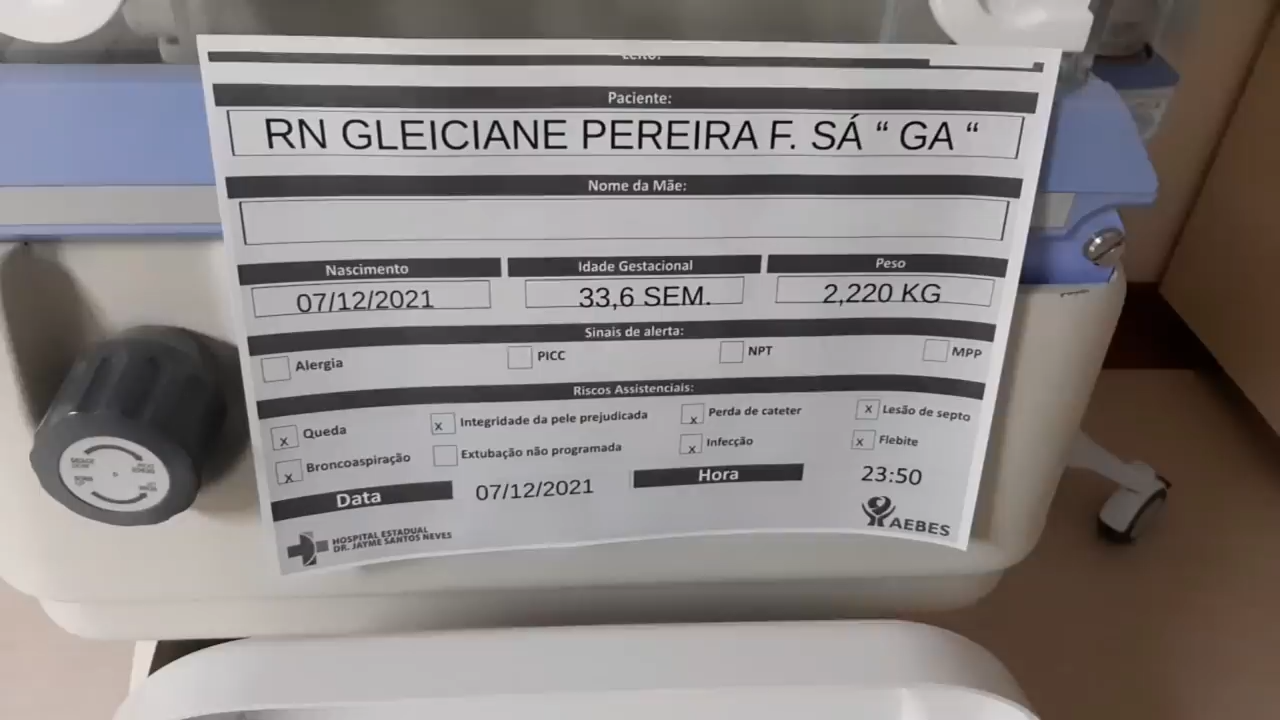 Leito:
Paciente:
RN GLEICIANE PEREIRA F. SÁ “ GA “
Nome da Mãe:
Nascimento Idade Gestacional Peso
07/12/2021 33,6 SEM. 2,220 KG
Sinais de alerta:
Alergia PICC NPT MPP
Riscos Assistenciais:
x Queda x Integridade da pele prejudicada x Perda de cateter x Lesão de septo
x Broncoaspiração Extubação não programada x Infecção x Flebite
Data 07/12/2021 Hora 23:50
HOSPITAL ESTADUAL
DR. JAYME SANTOS NEVES
AEBES